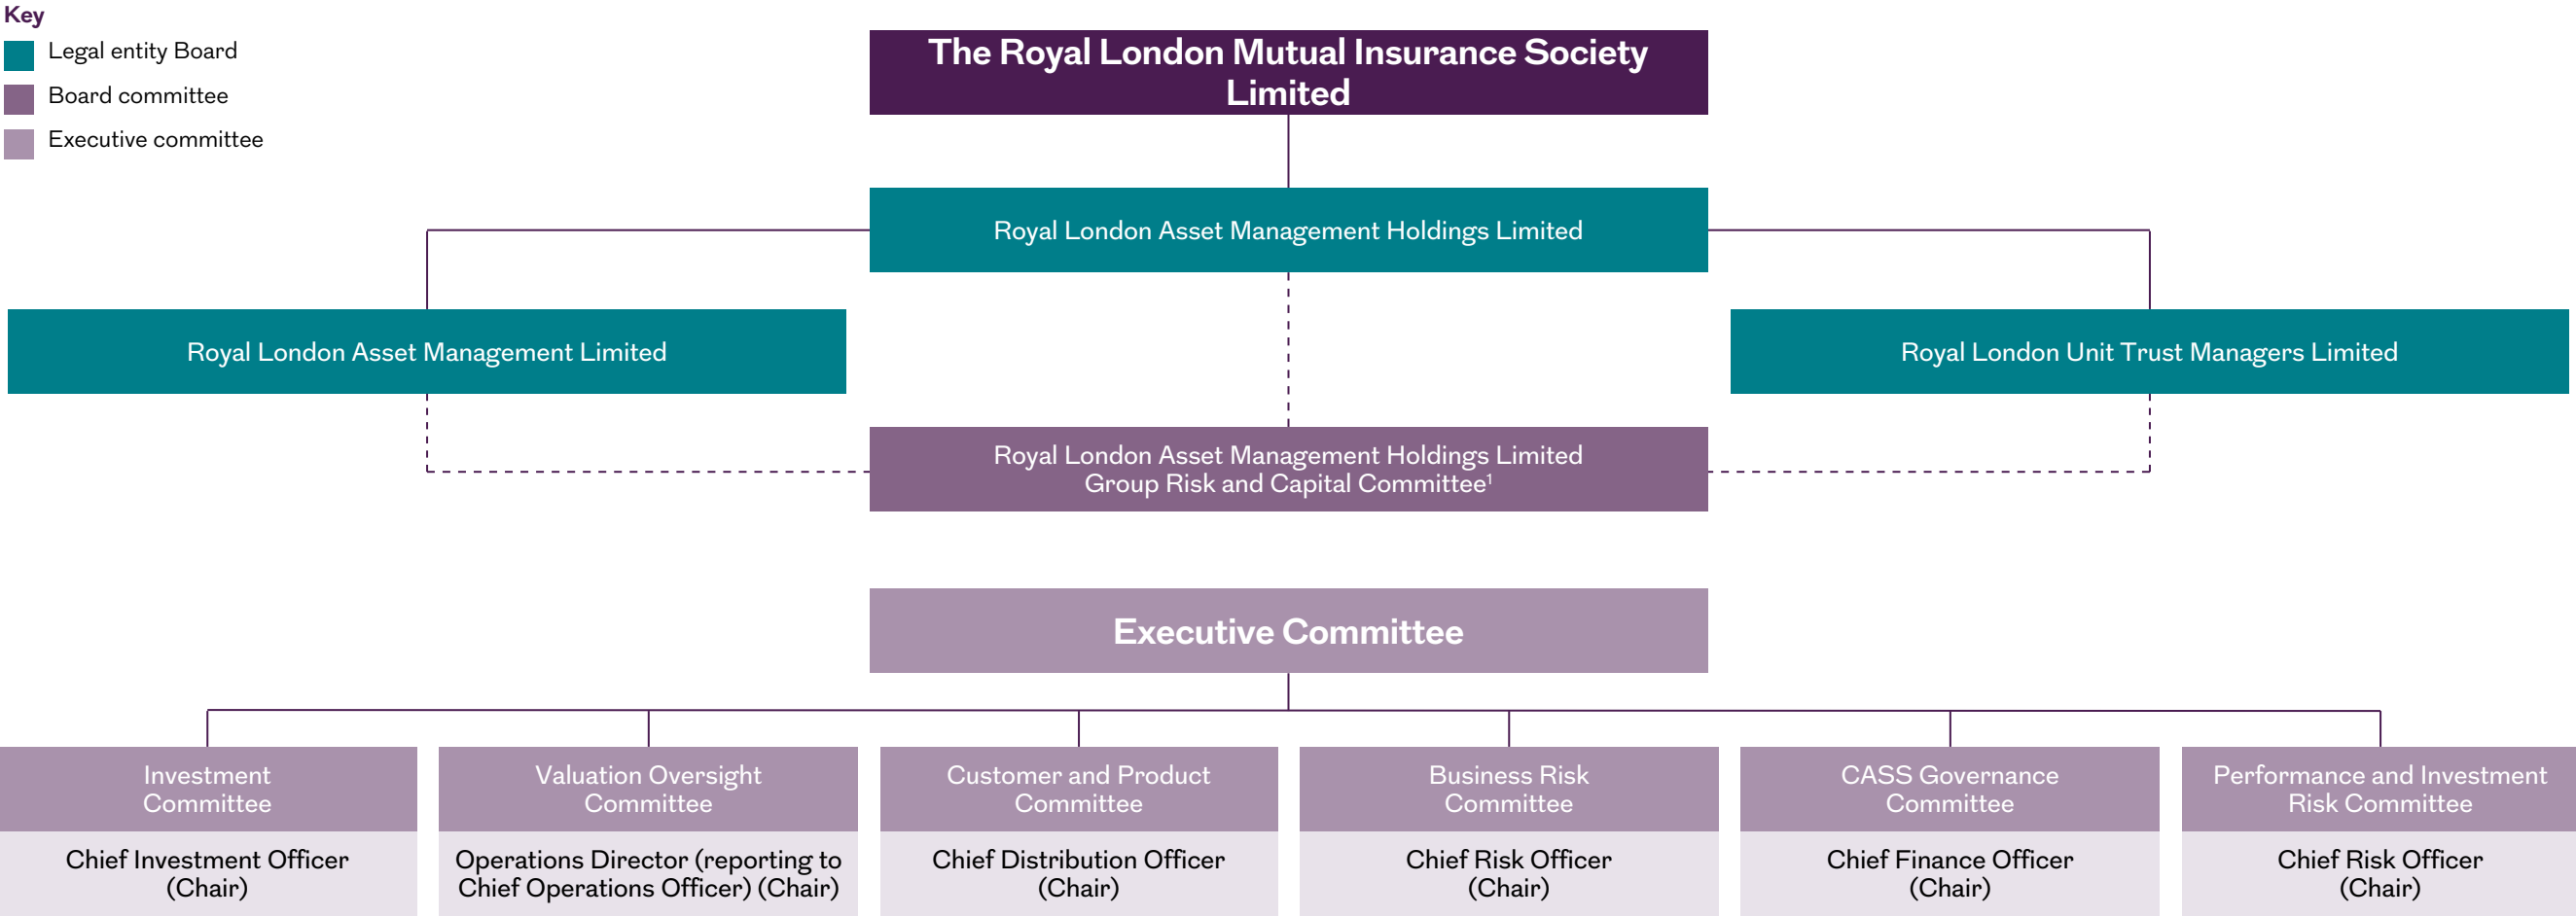 Key
Legal entity Board
Board committee
Executive committee
The Royal London Mutual Insurance Society
Limited
Royal London Asset Management Holdings Limited
Royal London Asset Management Limited
Royal London Unit Trust Managers Limited
Royal London Asset Management Holdings Limited
Group Risk and Capital Committee¹
Executive Committee
Investment
Committee
Chief Investment Officer
(Chair)
Valuation Oversight
Committee
Operations Director (reporting to
Chief Operations Officer) (Chair)
Customer and Product
Committee
Chief Distribution Officer
(Chair)
Business Risk
Committee
Chief Risk Officer
(Chair)
CASS Governance
Committee
Chief Finance Officer
(Chair)
Performance and Investment
Risk Committee
Chief Risk Officer
(Chair)